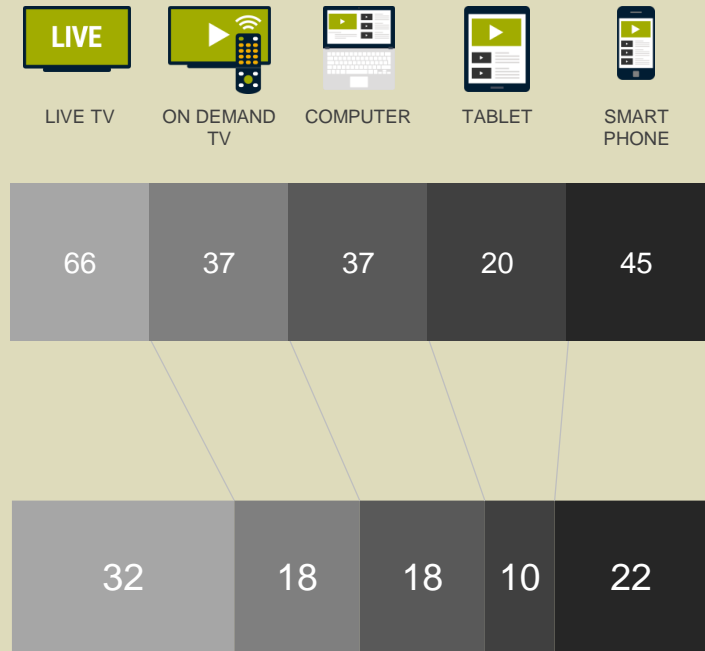 LIVE
LIVE TV
ON DEMAND
TV
COMPUTER
TABLET
SMART
PHONE
66 37 37 20 45
32 18 18 10 22